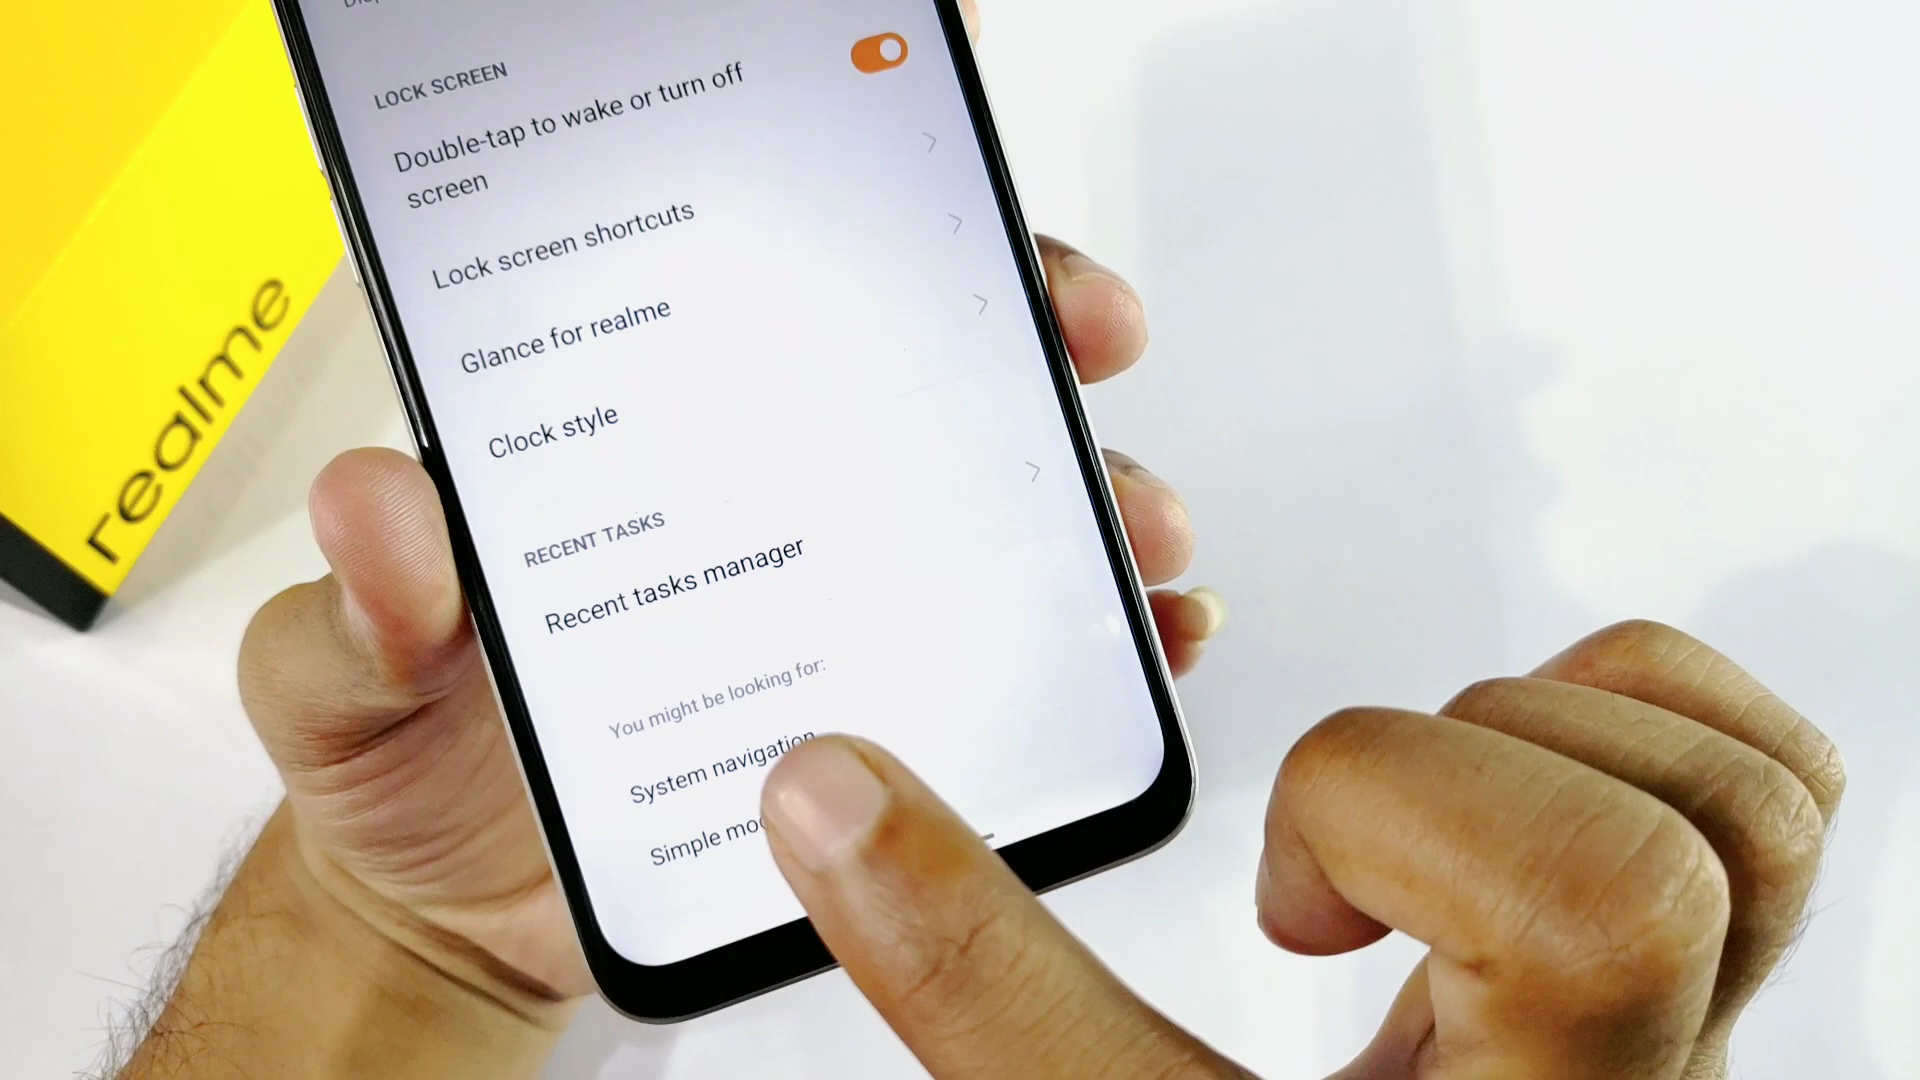 LOCK SCREEN
Double-tap to wake or turn off
screen
Lock screen shortcuts
Glance for realme
Clock style
RECENT TASKS
Recent tasks manager
You might be looking for:
System navigation
Simple
realme